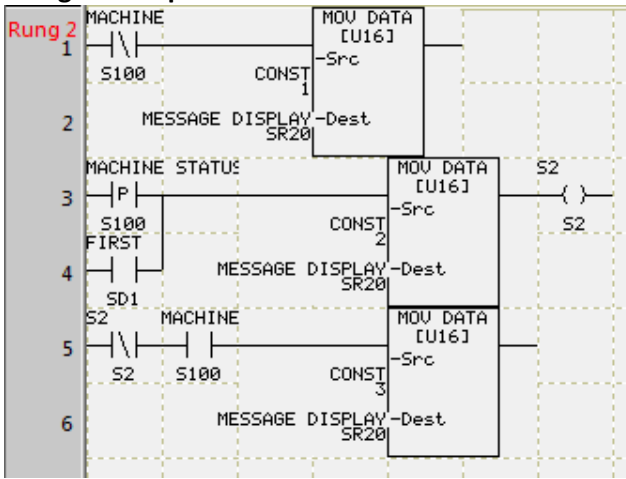 Rung 2
MACHINE
MOV DATA
[U16]
1
-Src
S100
CONST
1
2
MESSAGE DISPLAY
-Dest
SR20
MACHINE STATUS
MOV DATA
[U16]
S2
3
P
-Src
S100
CONST
2
S2
FIRST
4
MESSAGE DISPLAY
-Dest
SR20
SD1
S2
MACHINE
MOV DATA
[U16]
5
-Src
S2
S100
CONST
3
6
MESSAGE DISPLAY
-Dest
SR20